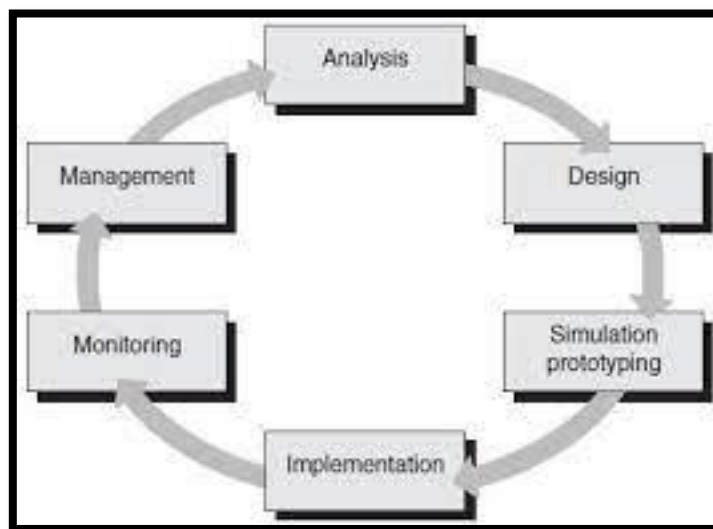 Analysis
Management
Design
Monitoring
Simulation
prototyping
Implementation